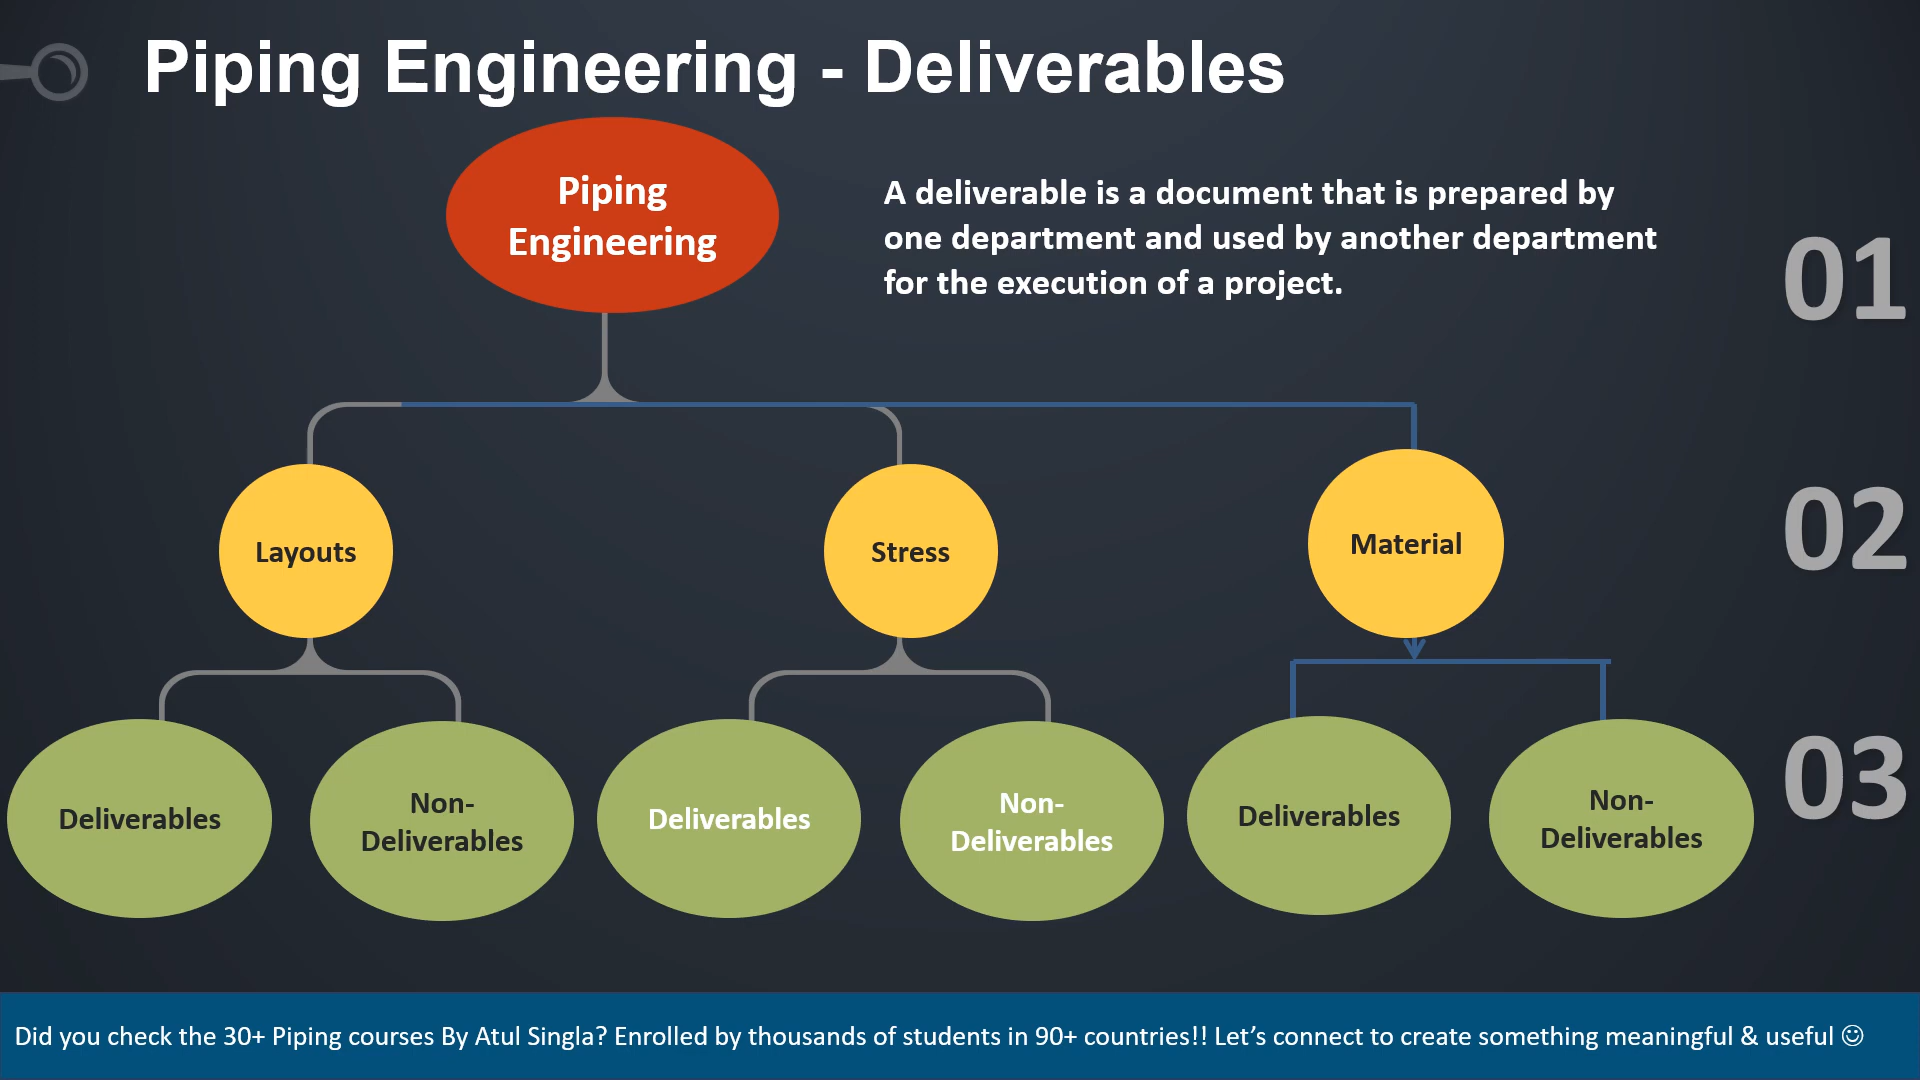 Piping Engineering - Deliverables
Piping
Engineering
A deliverable is a document that is prepared by
one department and used by another department
for the execution of a project.
01
Layouts
Stress
Material
02
Deliverables
Non-
Deliverables
Deliverables
Non-
Deliverables
Deliverables
Non-
Deliverables
03
Did you check the 30+ Piping courses By Atul Singla? Enrolled by thousands of students in 90+ countries!! Let’s connect to create something meaningful & useful ☺